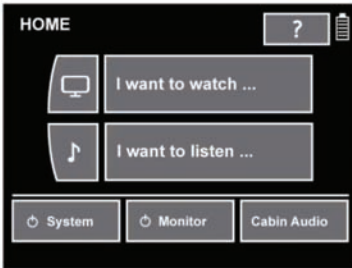 HOME
?
I want to watch ...
I want to listen ...
System
Monitor
Cabin Audio